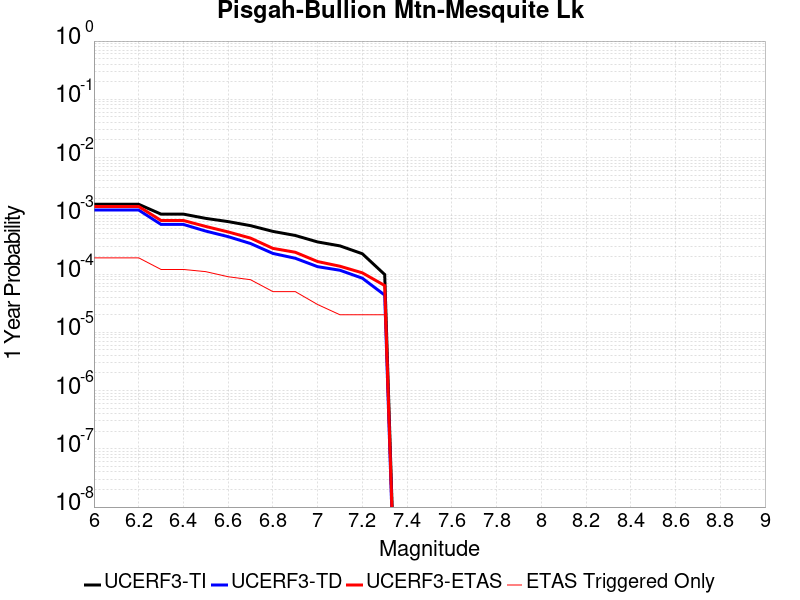 Pisgah-Bullion Mtn-Mesquite Lk
10^0
10^-1
10^-2
10^-3
10^-4
10^-5
10^-6
10^-7
10^-8
1 Year Probability
6 6.2 6.4 6.6 6.8 7 7.2 7.4 7.6 7.8 8 8.2 8.4 8.6 8.8 9
Magnitude
UCERF3-TI UCERF3-TD UCERF3-ETAS ETAS Triggered Only